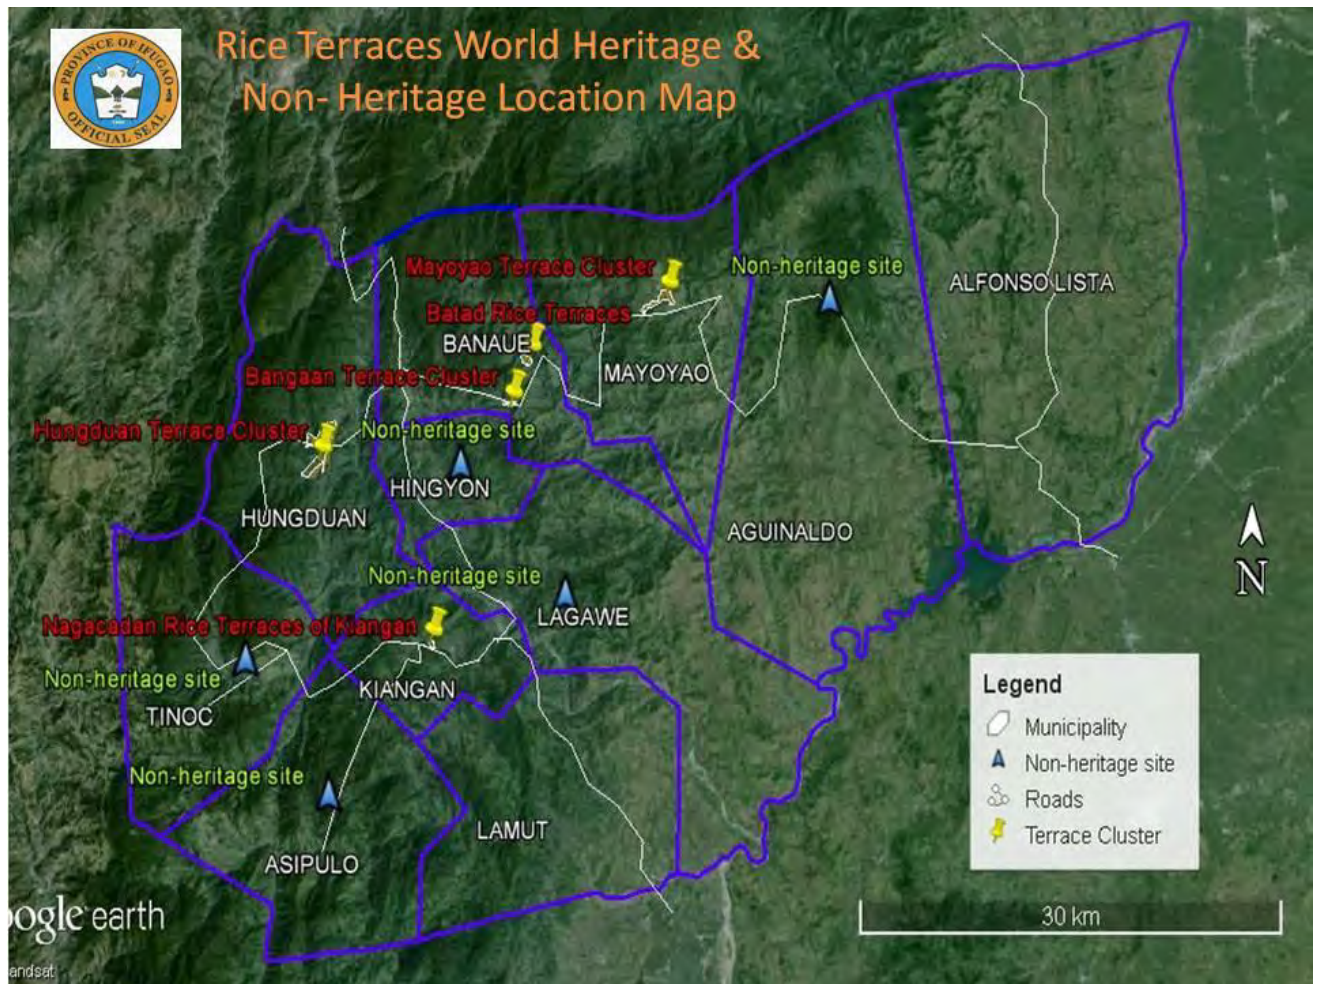 Rice Terraces World Heritage &
Non- Heritage Location Map
PROVINCE OF IFUGAO
OFFICIAL SEAL
Mayoyao Terrace Cluster
Non-heritage site
ALFONSO LISTA
Batad Rice Terraces
BANAUE
MAYOYAO
Bangaan Terrace Cluster
Hungduan Terrace Cluster
Non-heritage site
HINGYON
HUNGDUAN
AGUINALDO
Non-heritage site
LAGAWE
Nagacadan Rice Terraces of Kiangan
Non-heritage site
KIANGAN
TINOC
Non-heritage site
LAMUT
ASIPULO
N
Legend
Municipality
Non-heritage site
Roads
Terrace Cluster
30 km
oogle earth
andsat